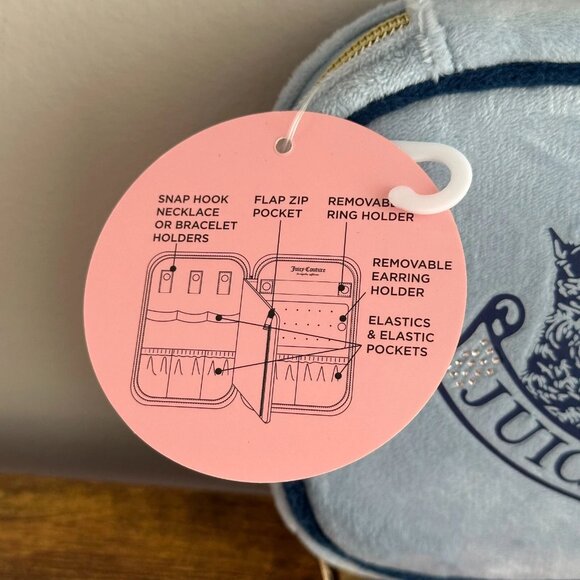 SNAP HOOK
NECKLACE
OR BRACELET
HOLDERS
FLAP ZIP
POCKET
REMOVABLE
RING HOLDER
REMOVABLE
EARRING
HOLDER
ELASTICS
& ELASTIC
POCKETS
Juicy Couture
JUIC